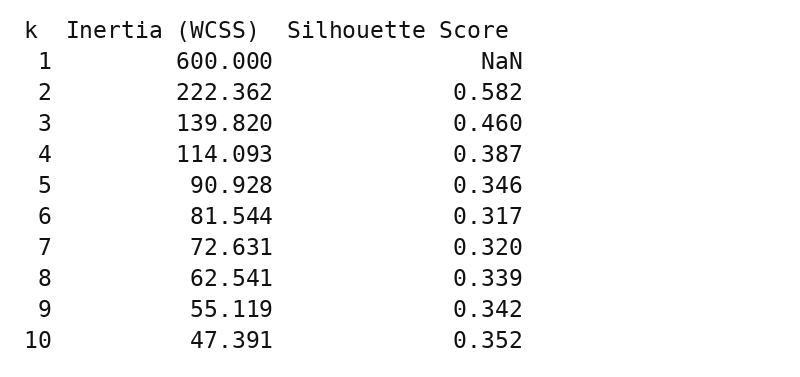 k  Inertia (WCSS)  Silhouette Score
 1         600.000               NaN
 2         222.362             0.582
 3         139.820             0.460
 4         114.093             0.387
 5          90.928             0.346
 6          81.544             0.317
 7          72.631             0.320
 8          62.541             0.339
 9          55.119             0.342
10          47.391             0.352